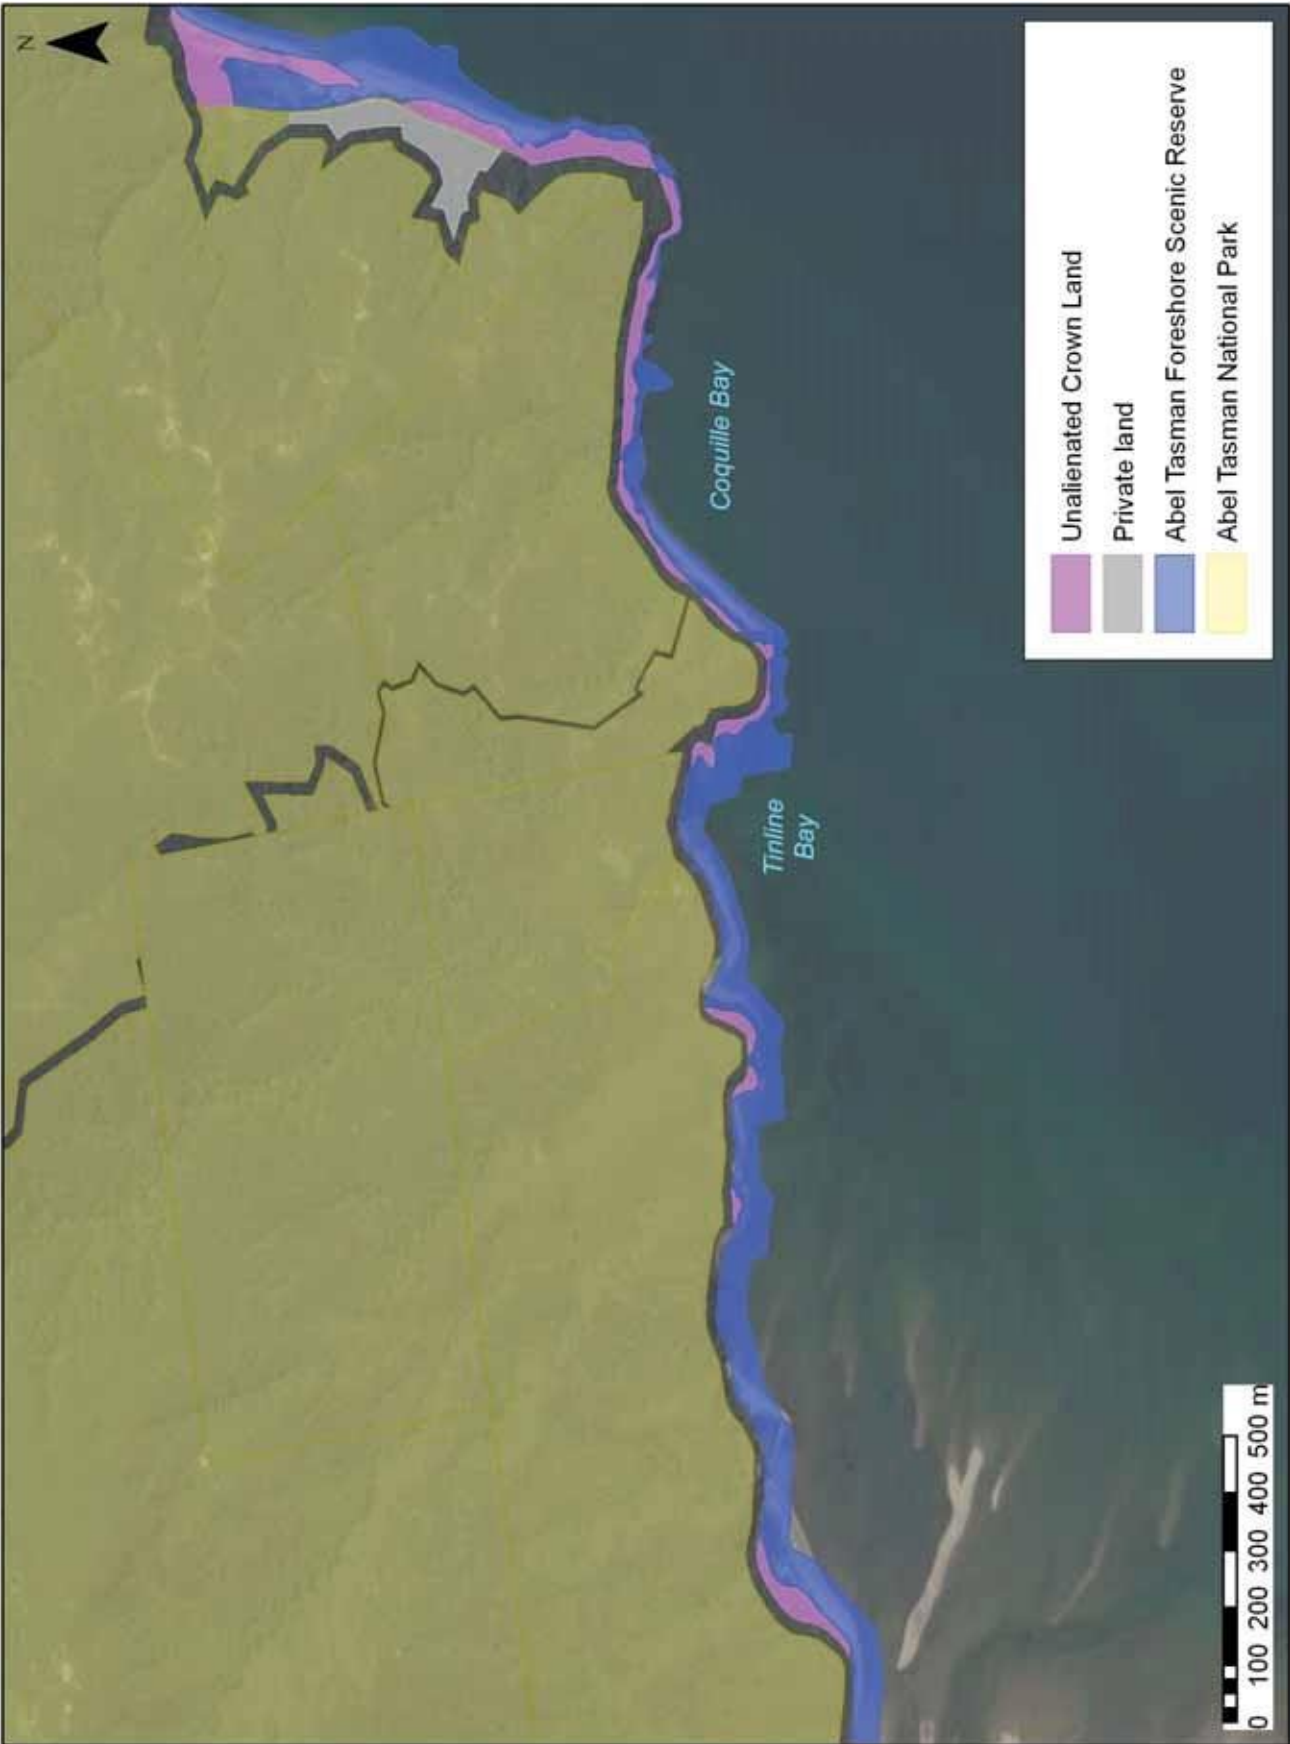 N
Coquille Bay
Tinline
Bay
Unalienated Crown Land
Private land
Abel Tasman Foreshore Scenic Reserve
Abel Tasman National Park
0 100 200 300 400 500 m